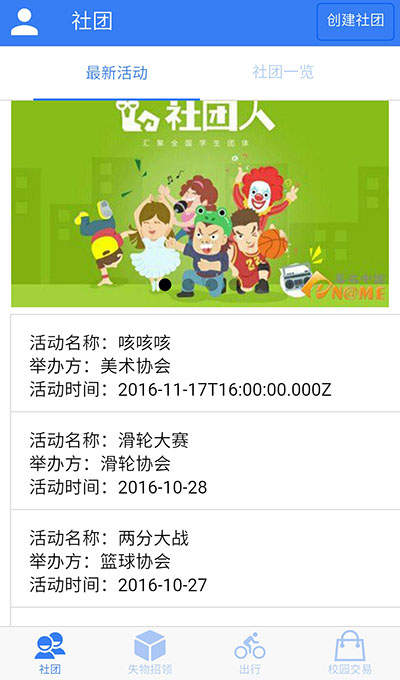 社团
创建社团
最新活动
社团一览
社团人
汇聚全国学生团体
N@ME
活动名称：咳咳咳
举办方：美术协会
活动时间：2016-11-17T16:00:00.000Z
活动名称：滑轮大赛
举办方：滑轮协会
活动时间：2016-10-28
活动名称：两分大战
举办方：篮球协会
活动时间：2016-10-27
社团
失物招领
出行
校园交易